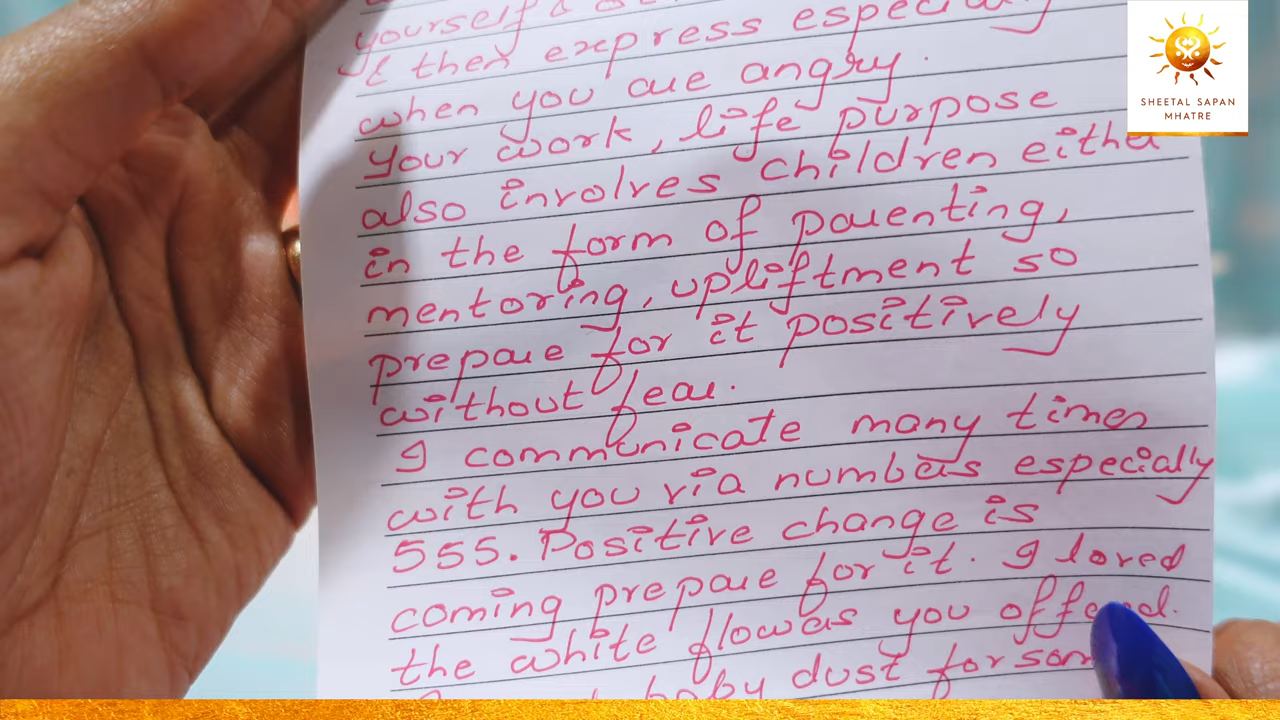 yourself &
& then express especially
when you are angry.
Your work, life purpose
also involves children either
in the form of parenting,
mentoring, upliftment so
prepare for it positively
without fear.
I communicate many times
with you via numbers especially
555. Positive change is
coming prepare for it. I loved
the white flowers you offered.
baby dust for
SHEETAL SAPAN
MHATRE